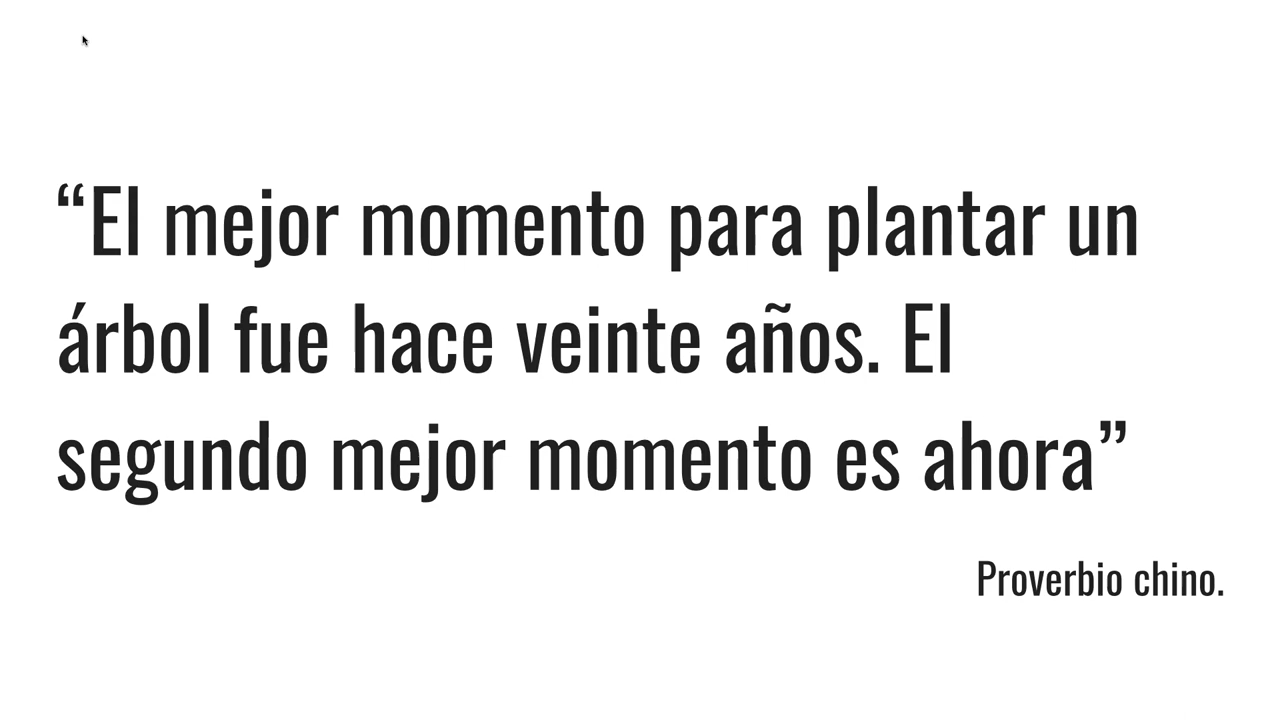 “El mejor momento para plantar un
árbol fue hace veinte años. El
segundo mejor momento es ahora”
Proverbio chino.